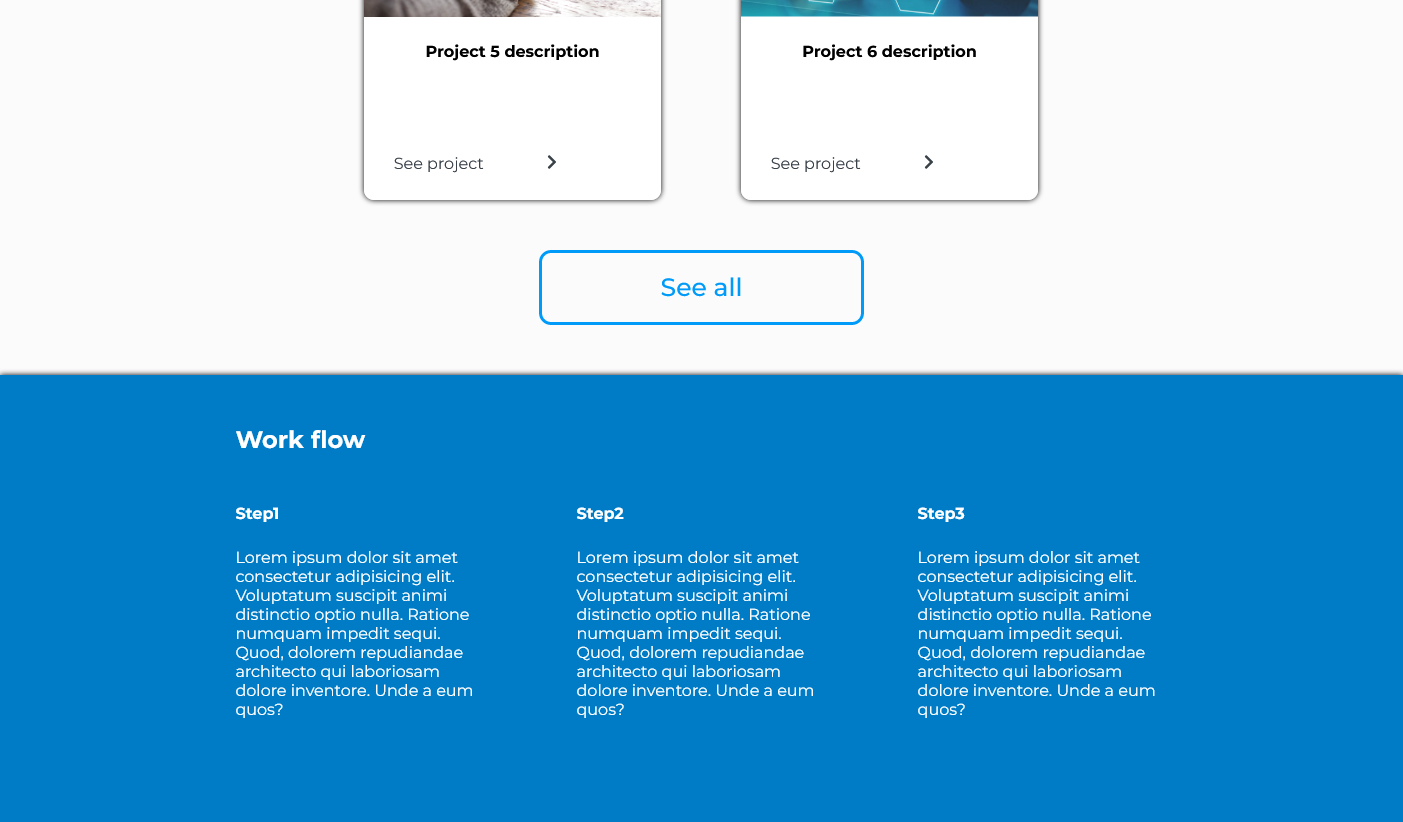 Project 5 description
Project 6 description
See project
See project
See all
Work flow
Step1
Lorem ipsum dolor sit amet
consectetur adipisicing elit.
Voluptatum suscipit animi
distinctio optio nulla. Ratione
numquam impedit sequi.
Quod, dolorem repudiandae
architecto qui laboriosam
dolore inventore. Unde a eum
quos?
Step2
Lorem ipsum dolor sit amet
consectetur adipisicing elit.
Voluptatum suscipit animi
distinctio optio nulla. Ratione
numquam impedit sequi.
Quod, dolorem repudiandae
architecto qui laboriosam
dolore inventore. Unde a eum
quos?
Step3
Lorem ipsum dolor sit amet
consectetur adipisicing elit.
Voluptatum suscipit animi
distinctio optio nulla. Ratione
numquam impedit sequi.
Quod, dolorem repudiandae
architecto qui laboriosam
dolore inventore. Unde a eum
quos?